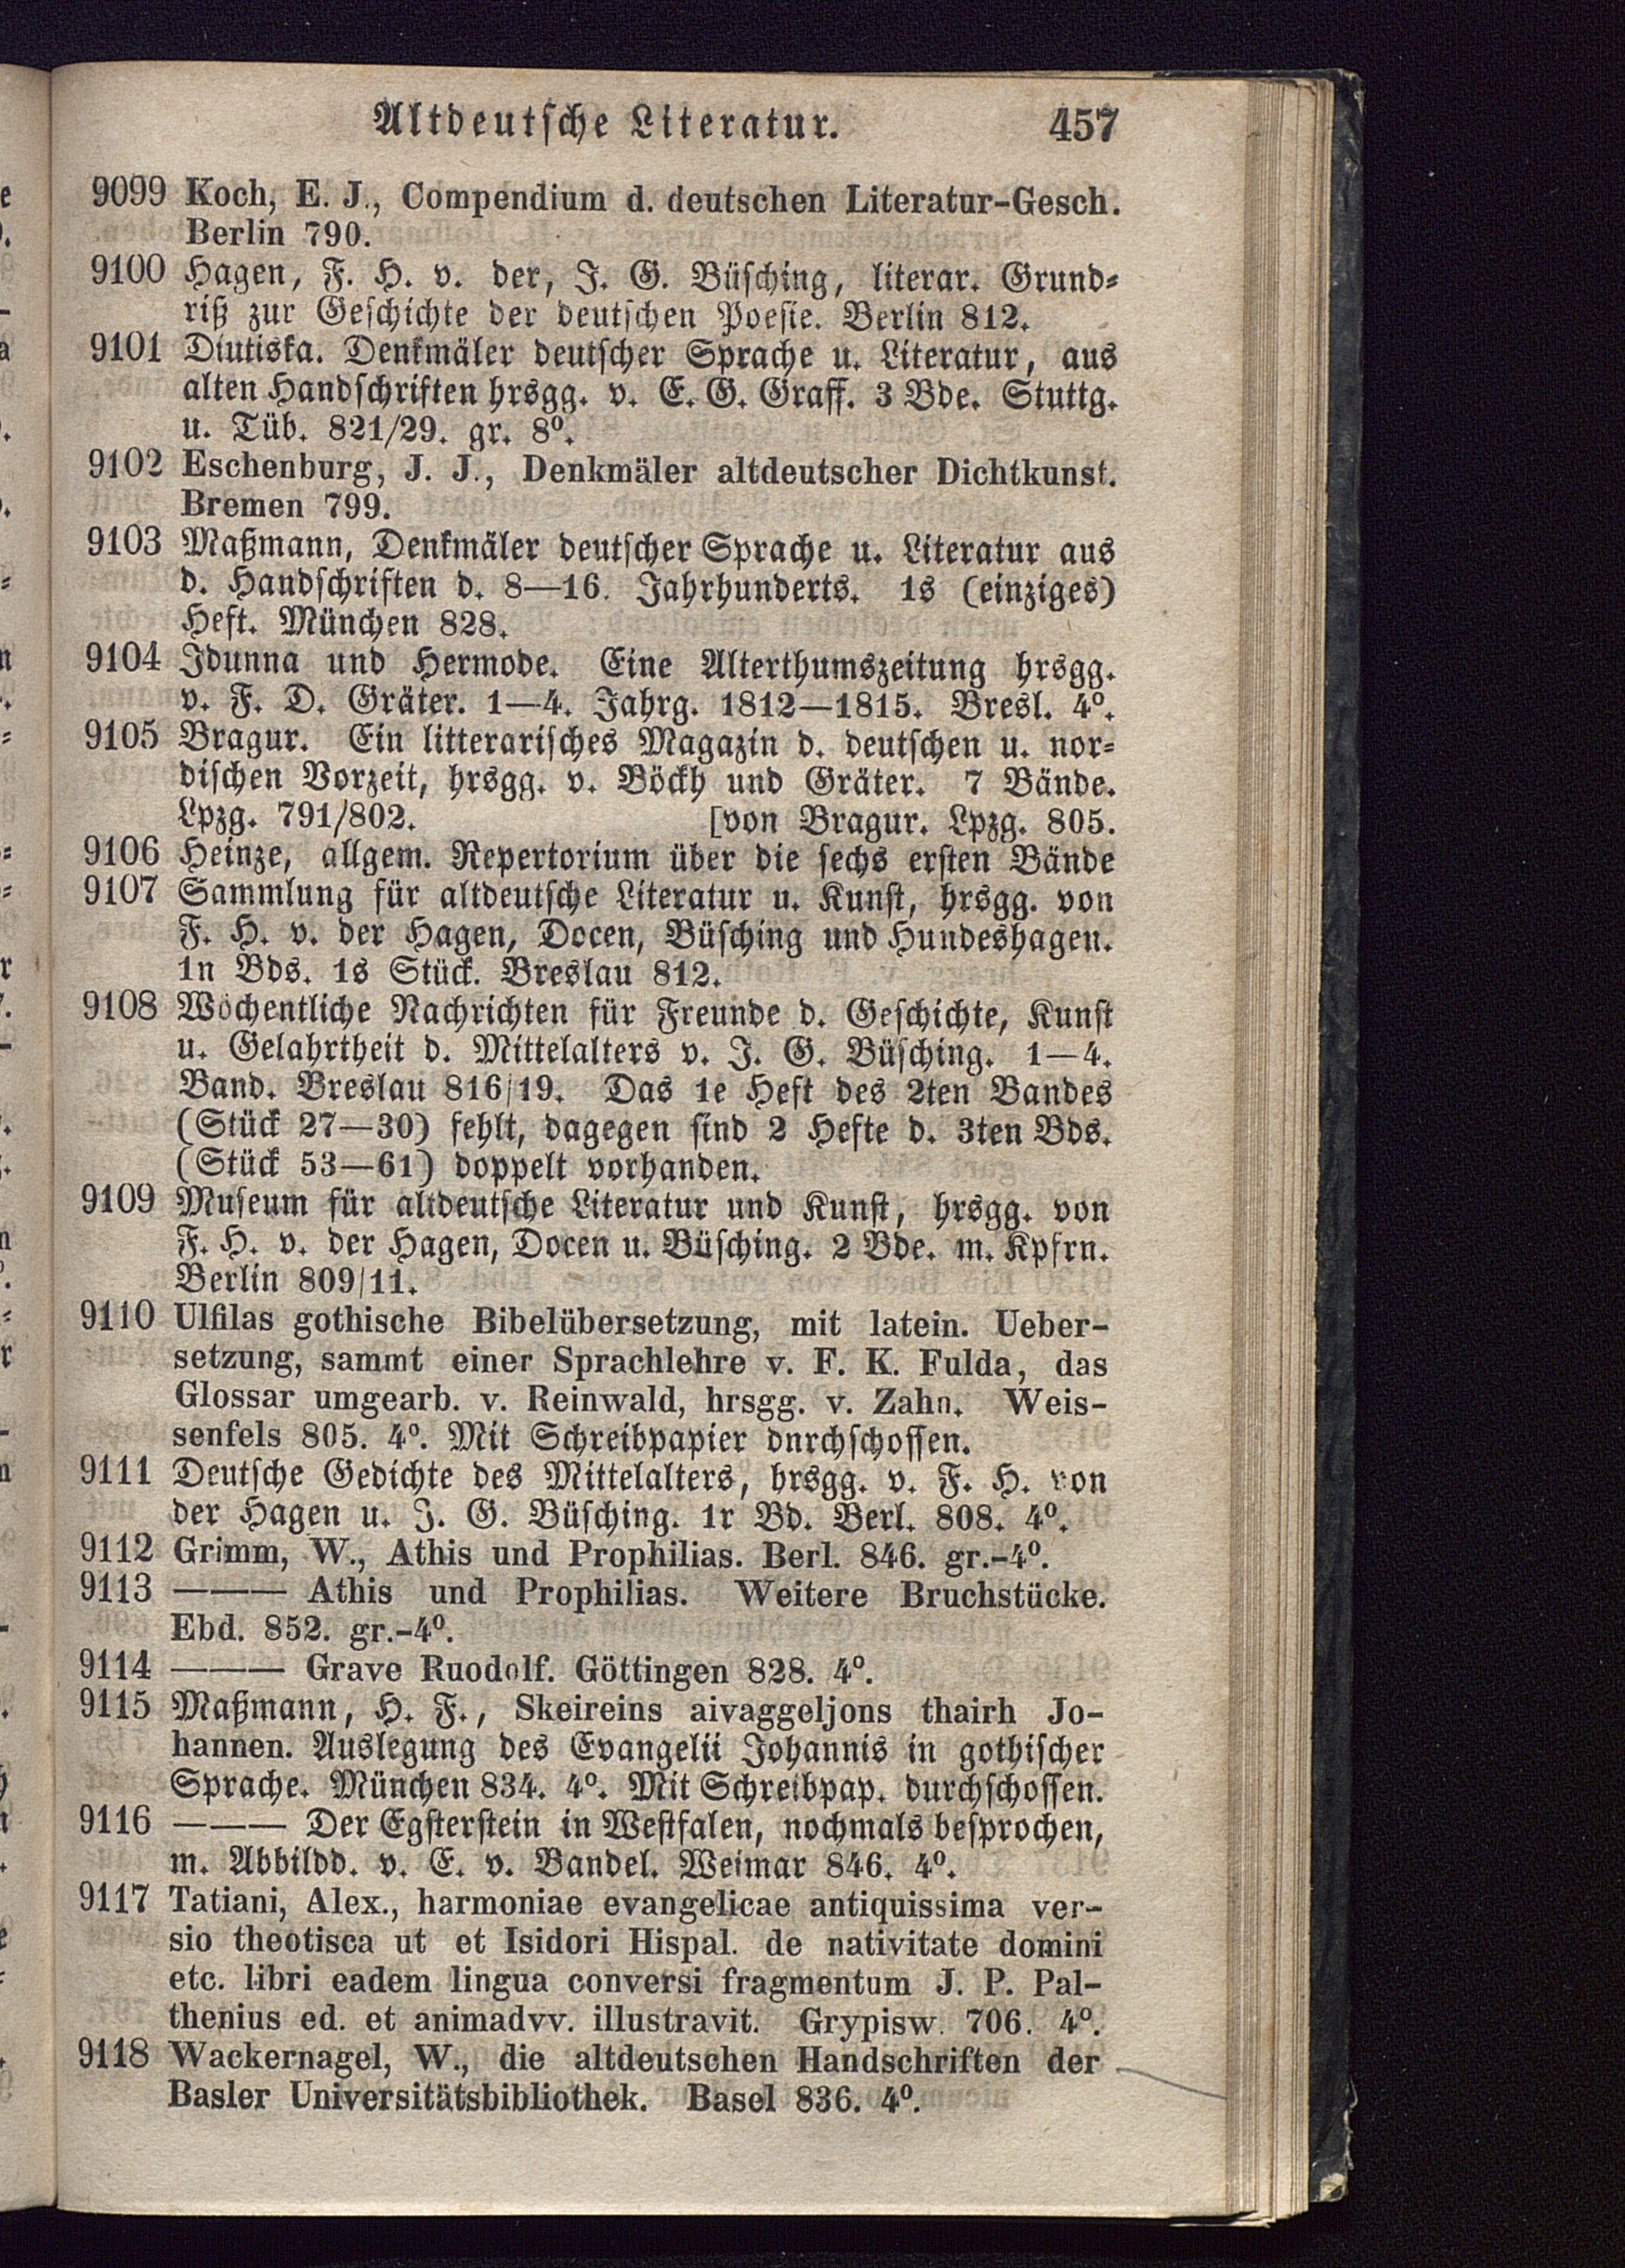 Altdeutsche Literatur. 457
9099 Koch, E. J., Compendium d. deutschen Literatur-Gesch.
Berlin 790.
9100 Hagen, F. H. v. der, J. G. Büsching, literar. Grund-
riß zur Geschichte der deutschen Poesie. Berlin 812.
9101 Diutiska. Denkmäler deutscher Sprache u. Literatur, aus
alten Handschriften hrsgg. v. E. G. Graff. 3 Bde. Stuttg.
u. Tüb. 821/29. gr. 8º.
9102 Eschenburg, J. J., Denkmäler altdeutscher Dichtkunst.
Bremen 799.
9103 Maßmann, Denkmäler deutscher Sprache u. Literatur aus
d. Handschriften d. 8—16. Jahrhunderts. 1s (einziges)
Heft. München 828.
9104 Idunna und Hermode. Eine Alterthumszeitung hrsgg.
v. F. D. Gräter. 1—4. Jahrg. 1812—1815. Bresl. 4º.
9105 Bragur. Ein litterarisches Magazin d. deutschen u. nor-
dischen Vorzeit, hrsgg. v. Böckh und Gräter. 7 Bände.
Lpzg. 791/802. [von Bragur. Lpzg. 805.
9106 Heinze, allgem. Repertorium über die sechs ersten Bände
9107 Sammlung für altdeutsche Literatur u. Kunst, hrsgg. von
F. H. v. der Hagen, Docen, Büsching und Hundeshagen.
1n Bds. 1s Stück. Breslau 812.
9108 Wöchentliche Nachrichten für Freunde d. Geschichte, Kunst
u. Gelahrtheit d. Mittelalters v. J. G. Büsching. 1—4.
Band. Breslau 816/19. Das 1e Heft des 2ten Bandes
(Stück 27—30) fehlt, dagegen sind 2 Hefte d. 3ten Bds.
(Stück 53—61) doppelt vorhanden.
9109 Museum für altdeutsche Literatur und Kunst, hrsgg. von
F. H. v. der Hagen, Docen u. Büsching. 2 Bde. m. Kpfrn.
Berlin 809/11.
9110 Ulfilas gothische Bibelübersetzung, mit latein. Ueber-
setzung, sammt einer Sprachlehre v. F. K. Fulda, das
Glossar umgearb. v. Reinwald, hrsgg. v. Zahn. Weis-
senfels 805. 4º. Mit Schreibpapier dnrchschossen.
9111 Deutsche Gedichte des Mittelalters, hrsgg. v. F. H. von
der Hagen u. J. G. Büsching. 1r Bd. Berl. 808. 4º.
9112 Grimm, W., Athis und Prophilias. Berl. 846. gr.-4º.
9113 ——— Athis und Prophilias. Weitere Bruchstücke.
Ebd. 852. gr.-4º.
9114 ——— Grave Ruodolf. Göttingen 828. 4º.
9115 Maßmann, H. F., Skeireins aivaggeljons thairh Jo-
hannen. Auslegung des Evangelii Johannis in gothischer
Sprache. München 834. 4º. Mit Schreibpap. durchschossen.
9116 ——— Der Egsterstein in Westfalen, nochmals besprochen,
m. Abbildd. v. E. v. Bandel. Weimar 846. 4º.
9117 Tatiani, Alex., harmoniae evangelicae antiquissima ver-
sio theotisca ut et Isidori Hispal. de nativitate domini
etc. libri eadem lingua conversi fragmentum J. P. Pal-
thenius ed. et animadvv. illustravit. Grypisw. 706. 4º.
9118 Wackernagel, W., die altdeutschen Handschriften der
Basler Universitätsbibliothek. Basel 836. 4º.